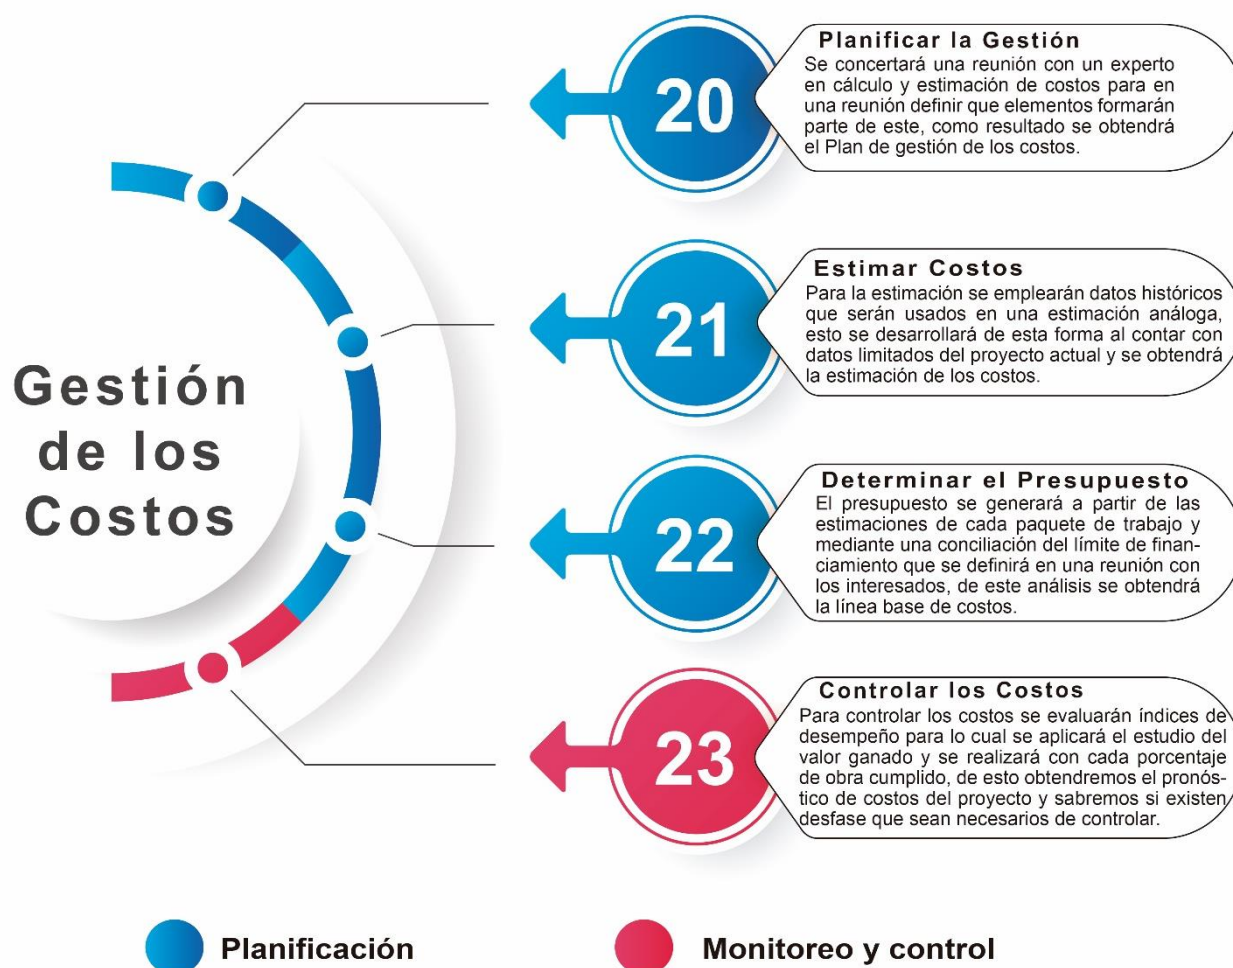 Gestión
de los
Costos
20
Planificar la Gestión
Se concertará una reunión con un experto
en cálculo y estimación de costos para en
una reunión definir que elementos formarán
parte de este, como resultado se obtendrá
el Plan de gestión de los costos.
21
Estimar Costos
Para la estimación se emplearán datos históricos
que serán usados en una estimación análoga,
esto se desarrollará de esta forma al contar con
datos limitados del proyecto actual y se obtendrá
la estimación de los costos.
22
Determinar el Presupuesto
El presupuesto se generará a partir de las
estimaciones de cada paquete de trabajo y
mediante una conciliación del límite de finan-
ciamiento que se definirá en una reunión con
los interesados, de este análisis se obtendrá
la línea base de costos.
23
Controlar los Costos
Para controlar los costos se evaluarán índices de
desempeño para lo cual se aplicará el estudio del
valor ganado y se realizará con cada porcentaje
de obra cumplido, de esto obtendremos el pronós-
tico de costos del proyecto y sabremos si existen
desfase que sean necesarios de controlar.
Planificación
Monitoreo y control